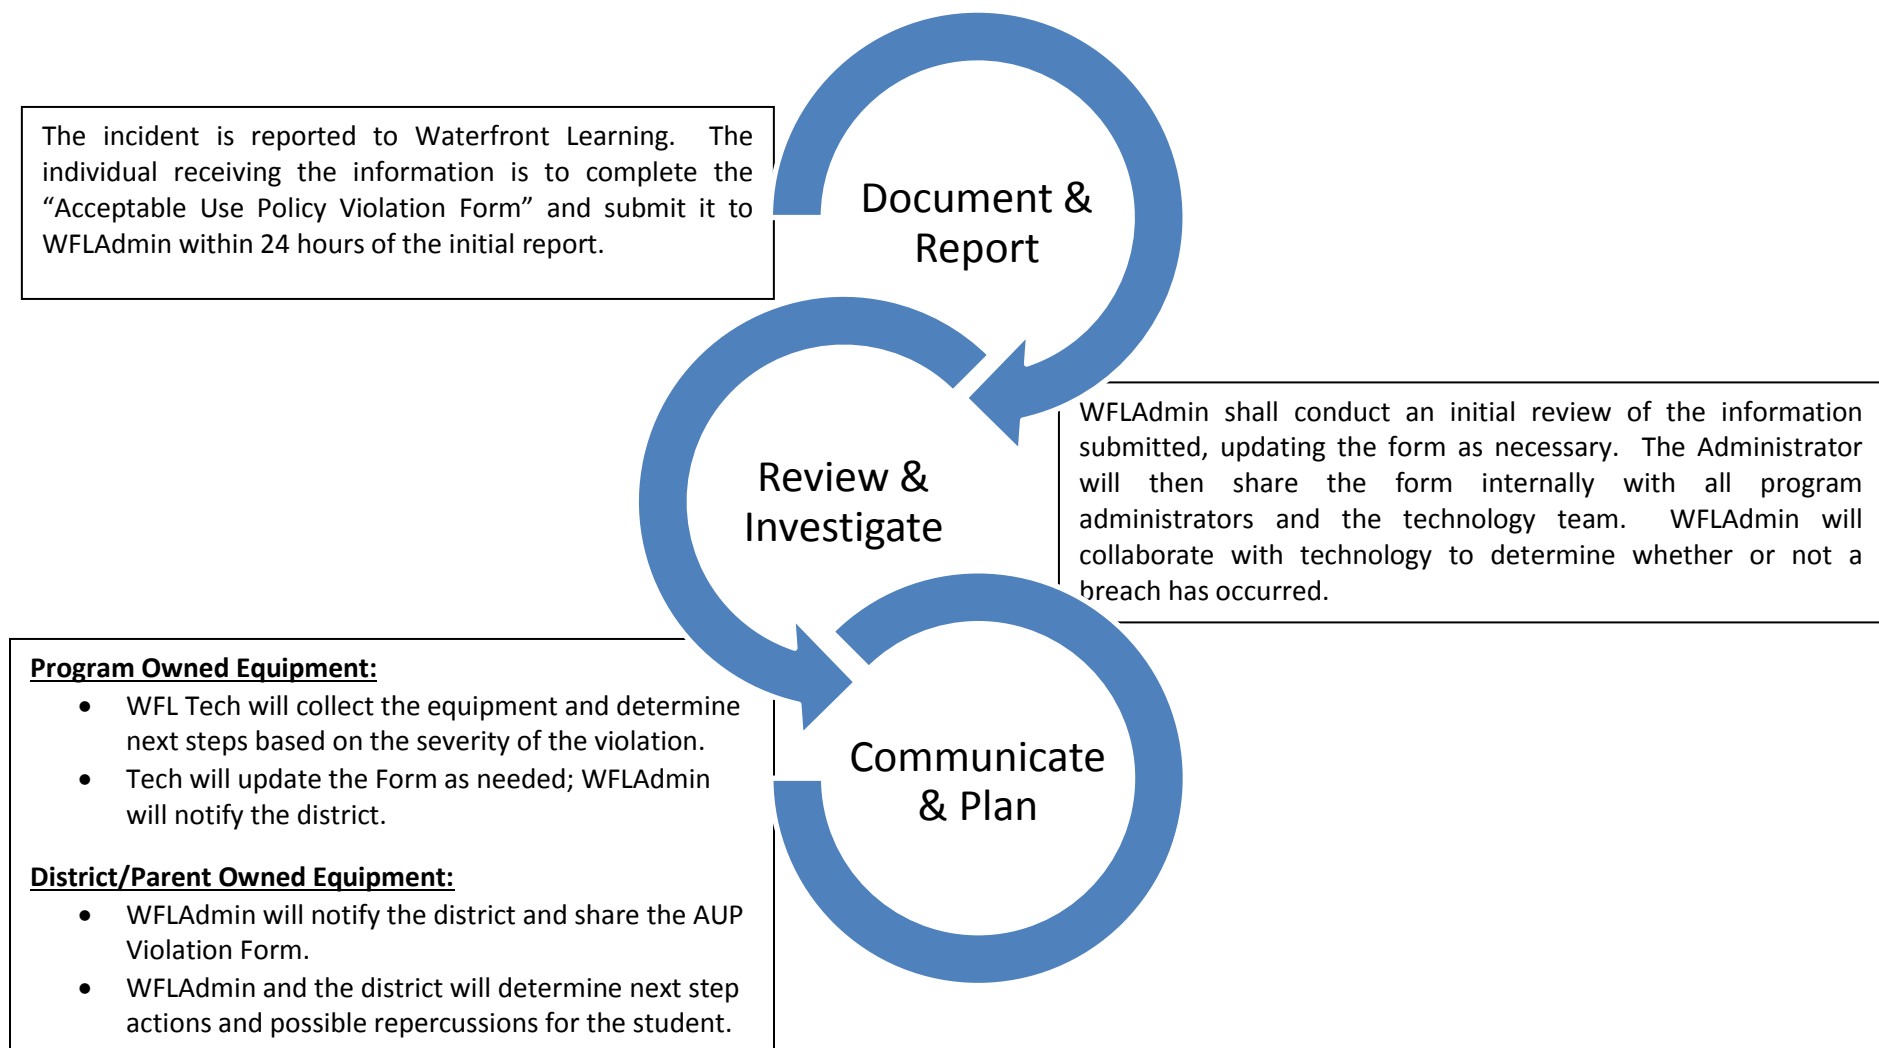 The incident is reported to Waterfront Learning. The
individual receiving the information is to complete the
“Acceptable Use Policy Violation Form” and submit it to
WFLAdmin within 24 hours of the initial report.
Document &
Report
Review &
Investigate
WFLAdmin shall conduct an initial review of the information
submitted, updating the form as necessary. The Administrator
will then share the form internally with all program
administrators and the technology team. WFLAdmin will
collaborate with technology to determine whether or not a
breach has occurred.
Communicate
& Plan
Program Owned Equipment:
• WFL Tech will collect the equipment and determine
next steps based on the severity of the violation.
• Tech will update the Form as needed; WFLAdmin
will notify the district.
District/Parent Owned Equipment:
• WFLAdmin will notify the district and share the AUP
Violation Form.
• WFLAdmin and the district will determine next step
actions and possible repercussions for the student.